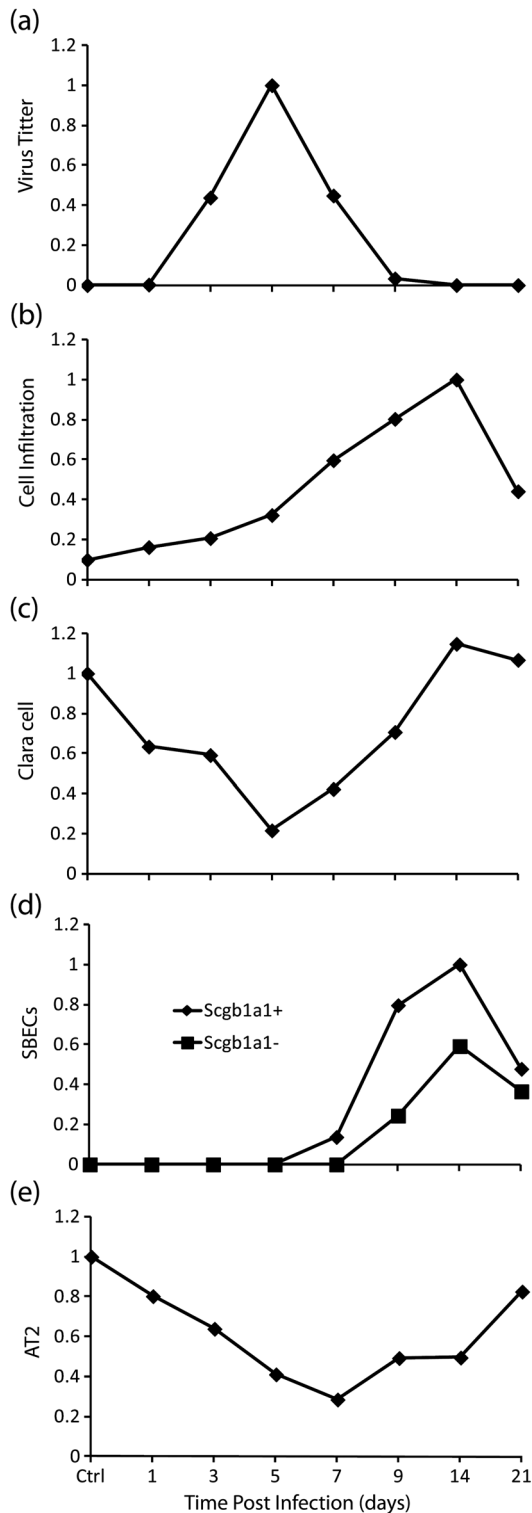 (a)
1.2
1
0.8
0.6
0.4
0.2
0
Virus Titter
(b)
1.2
1
0.8
0.6
0.4
0.2
0
Cell Infiltration
(c)
1.2
1
0.8
0.6
0.4
0.2
0
Clara cell
(d)
1.2
1
0.8
0.6
0.4
0.2
0
SBECs
Scgb1a1+
Scgb1a1-
(e)
1.2
1
0.8
0.6
0.4
0.2
0
AT2
Ctrl 1 3 5 7 9 14 21
Time Post Infection (days)